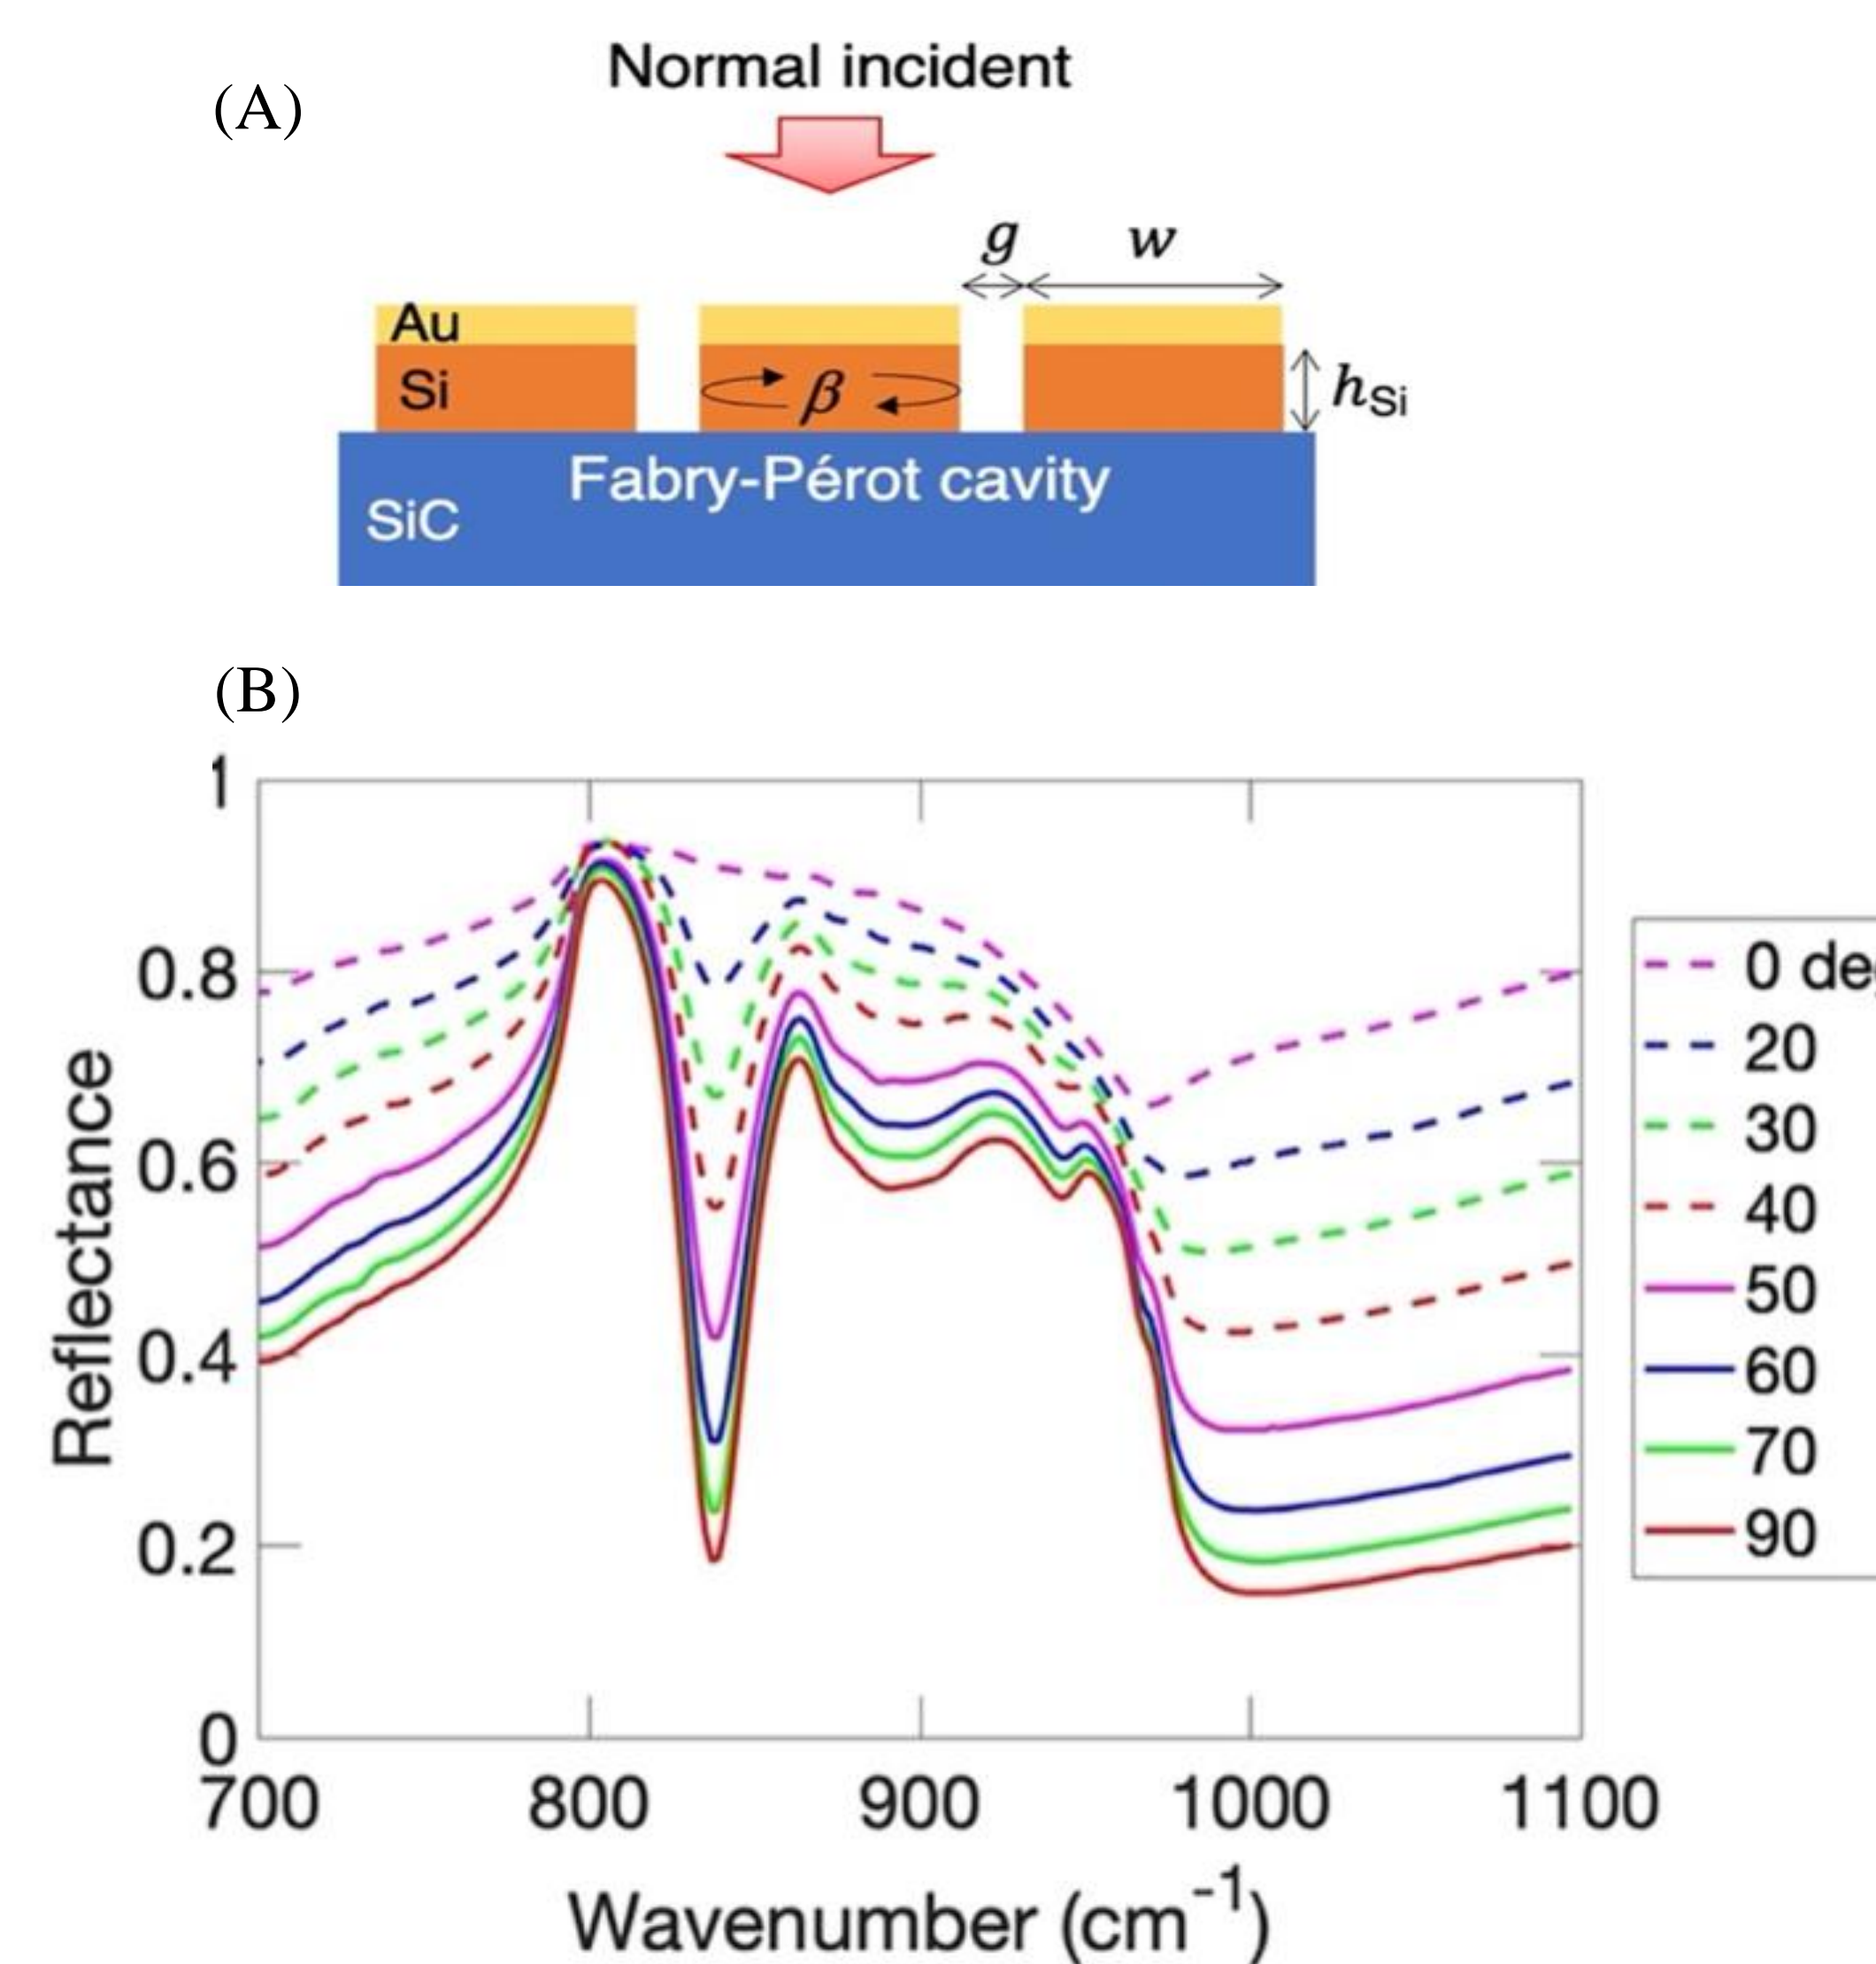 (A)
Normal incident
g
w
Au
Si
β
hSi
Fabry-Pérot cavity
SiC
(B)
1
0.8
0.6
0.4
0.2
0
Reflectance
700 800 900 1000 1100
Wavenumber (cm-1)
0
20
30
40
50
60
70
90